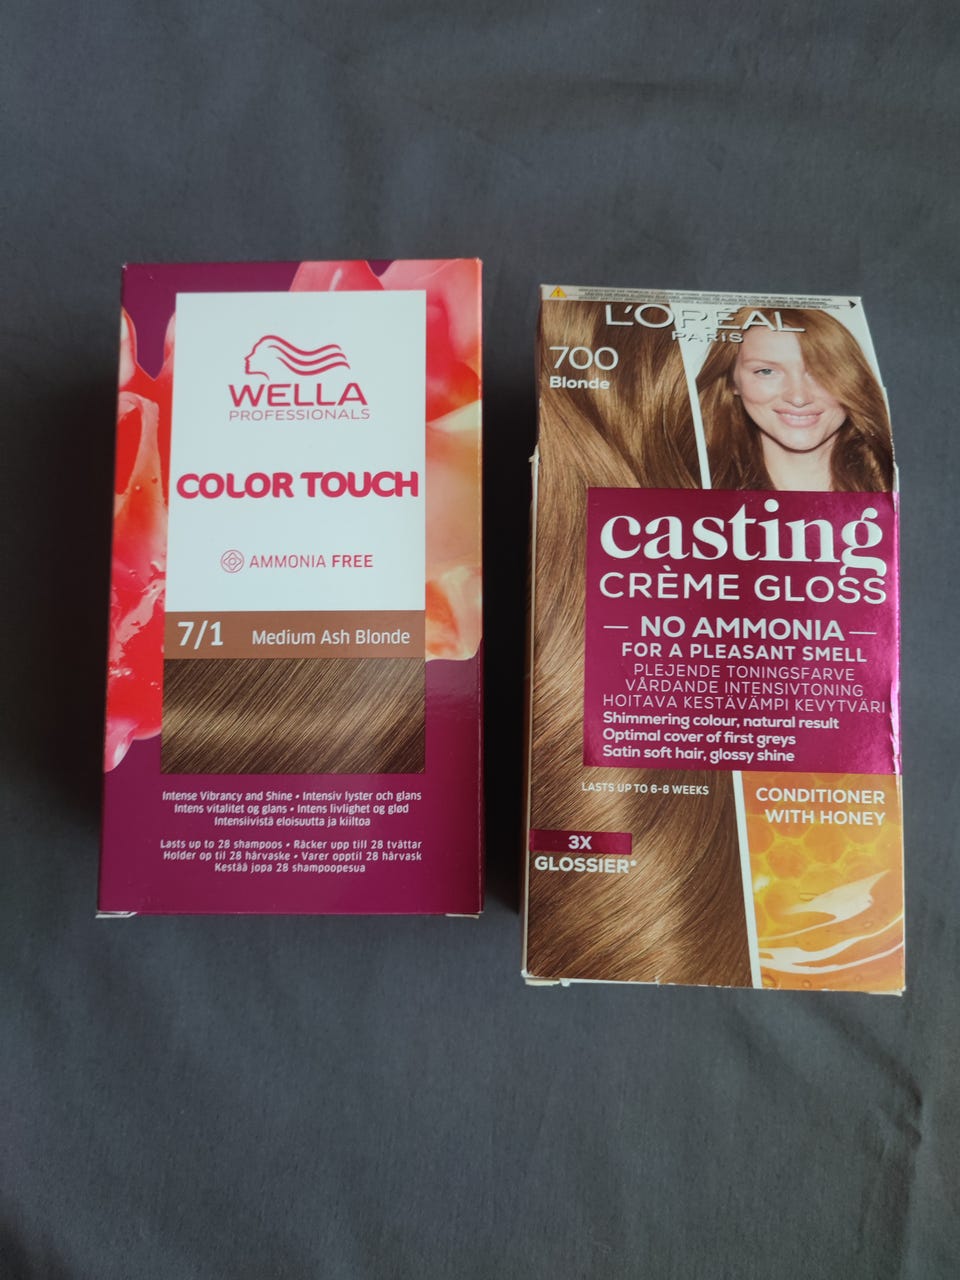 WELLA
PROFESSIONALS
COLOR TOUCH
AMMONIA FREE
7/1 Medium Ash Blonde
Intense Vibrancy and Shine • Intensiv lyster och glans
Intens vitalitet og glans • Intens livlighet og glød
Intensiivistä eloisuutta ja kiiltoa
Lasts up to 28 shampoos • Räcker upp till 28 tvättar
Holder op til 28 hårvaske • Varer opptil 28 hårvask
Kestää jopa 28 shampoopesua
L'ORÉAL
PARIS
700
Blonde
casting
CRÈME GLOSS
— NO AMMONIA —
FOR A PLEASANT SMELL
PLEJENDE TONINGSFARVE
VÅRDANDE INTENSIVTONING
HOITAVA KESTÄVÄMPI KEVYTVÄRI
Shimmering colour, natural result
Optimal cover of first greys
Satin soft hair, glossy shine
LASTS UP TO 6-8 WEEKS
CONDITIONER
WITH HONEY
3X
GLOSSIER*